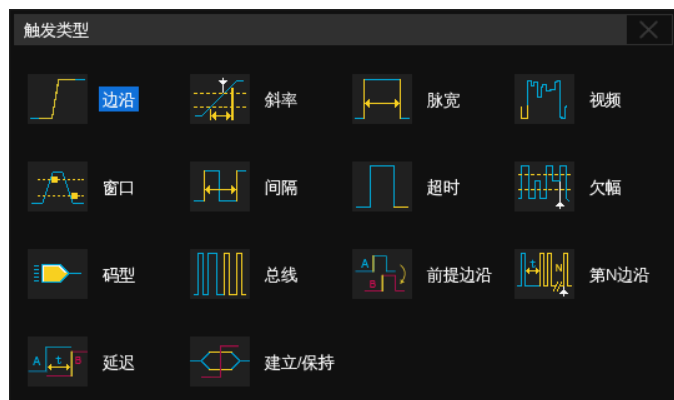 触发类型
边沿 斜率 脉宽 视频
窗口 间隔 超时 欠幅
码型 总线 A B 前提边沿 t N 第N边沿
A t B 延迟 建立/保持